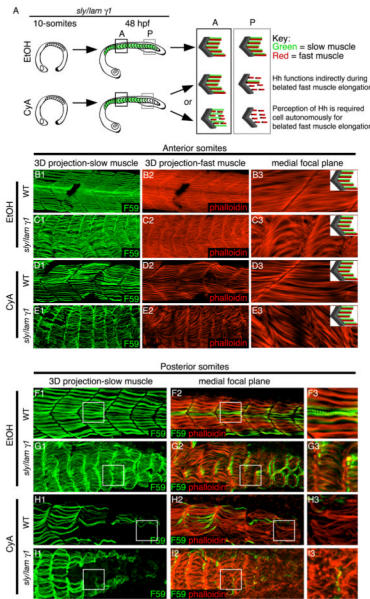 A
sly/lam γ1
10-somites
48 hpf
A
P
A
P
Key:
Green = slow muscle
Red = fast muscle
EtOH
Hh functions indirectly during
belated fast muscle elongation
CyA
or
Perception of Hh is required
cell autonomously for
belated fast muscle elongation
Anterior somites
3D projection-slow muscle
3D projection-fast muscle
medial focal plane
EtOH
WT
B1
F59
B2
phalloidin
B3
sly/lam γ1
C1
F59
C2
phalloidin
C3
CyA
WT
D1
F59
D2
phalloidin
D3
sly/lam γ1
E1
F59
E2
phalloidin
E3
Posterior somites
3D projection-slow muscle
medial focal plane
EtOH
WT
F1
F59
F2
F59 phalloidin
F3
sly/lam γ1
G1
F59
G2
F59 phalloidin
G3
CyA
WT
H1
F59
H2
F59 phalloidin
H3
sly/lam γ1
I1
F59
I2
F59 phalloidin
I3